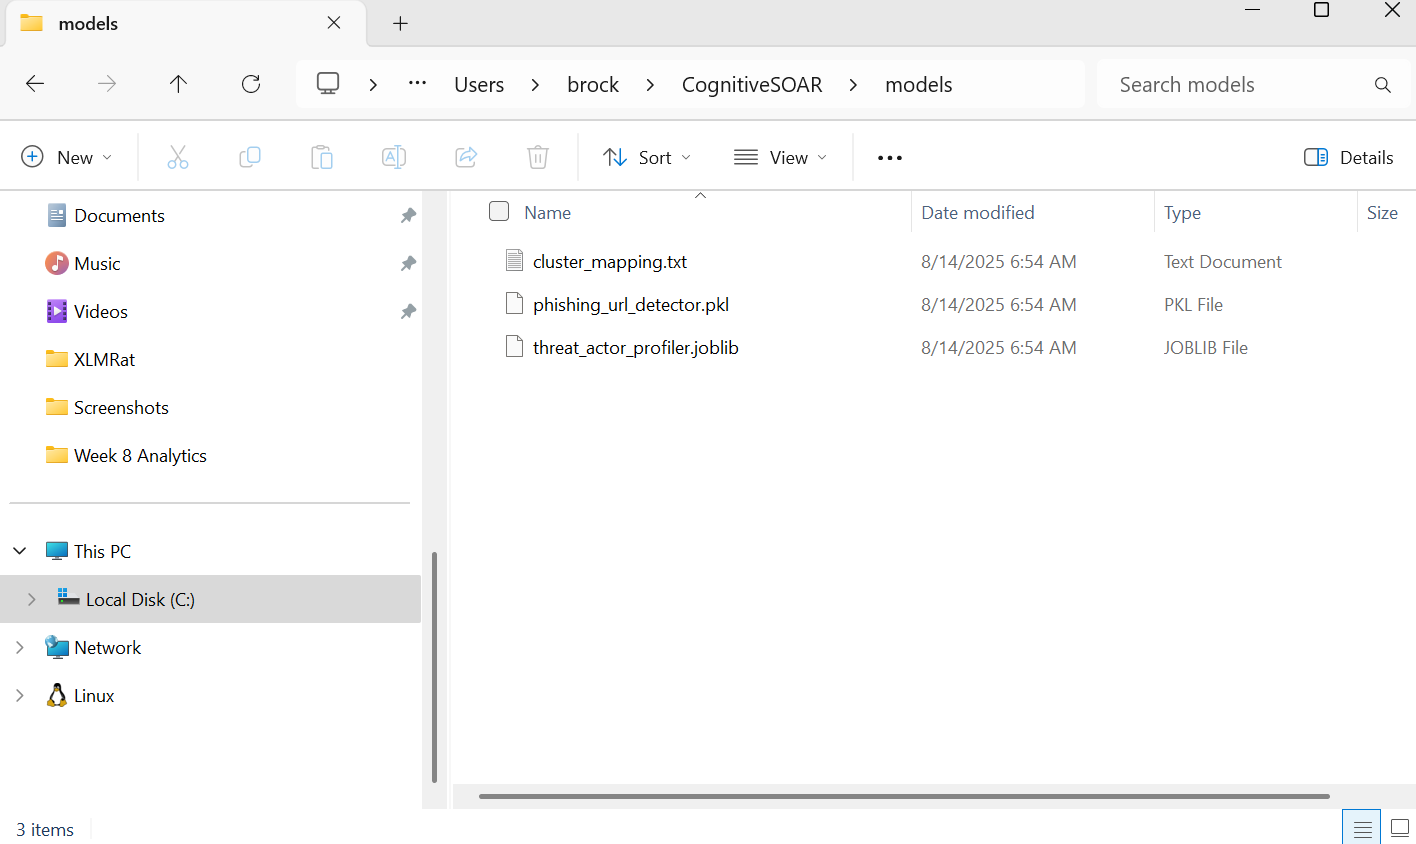 models
Users brock CognitiveSOAR models
Search models
New Sort View Details
Documents
Music
Videos
XLMRat
Screenshots
Week 8 Analytics
This PC
Local Disk (C:)
Network
Linux
Name Date modified Type Size
cluster_mapping.txt 8/14/2025 6:54 AM Text Document
phishing_url_detector.pkl 8/14/2025 6:54 AM PKL File
threat_actor_profiler.joblib 8/14/2025 6:54 AM JOBLIB File
3 items